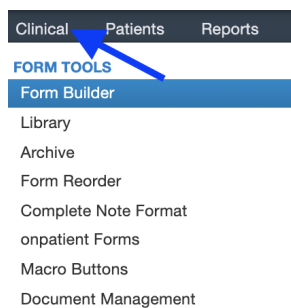 Clinical Patients Reports
FORM TOOLS
Form Builder
Library
Archive
Form Reorder
Complete Note Format
onpatient Forms
Macro Buttons
Document Management